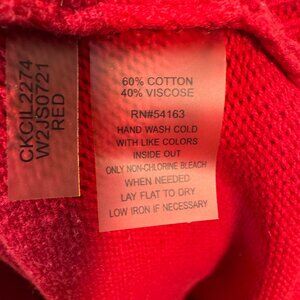 CKCIL2274
W2JS0721
RED
60% COTTON
40% VISCOSE
RN#54163
HAND WASH COLD
WITH LIKE COLORS
INSIDE OUT
ONLY NON-CHLORINE BLEACH
WHEN NEEDED
LAY FLAT TO DRY
LOW IRON IF NECESSARY